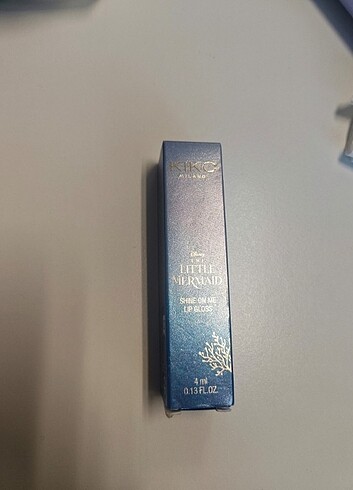 KIKO
MILANO
Disney
THE
LITTLE
MERMAID
SHINE ON ME
LIP GLOSS
4 ml
0.13 FL.OZ.